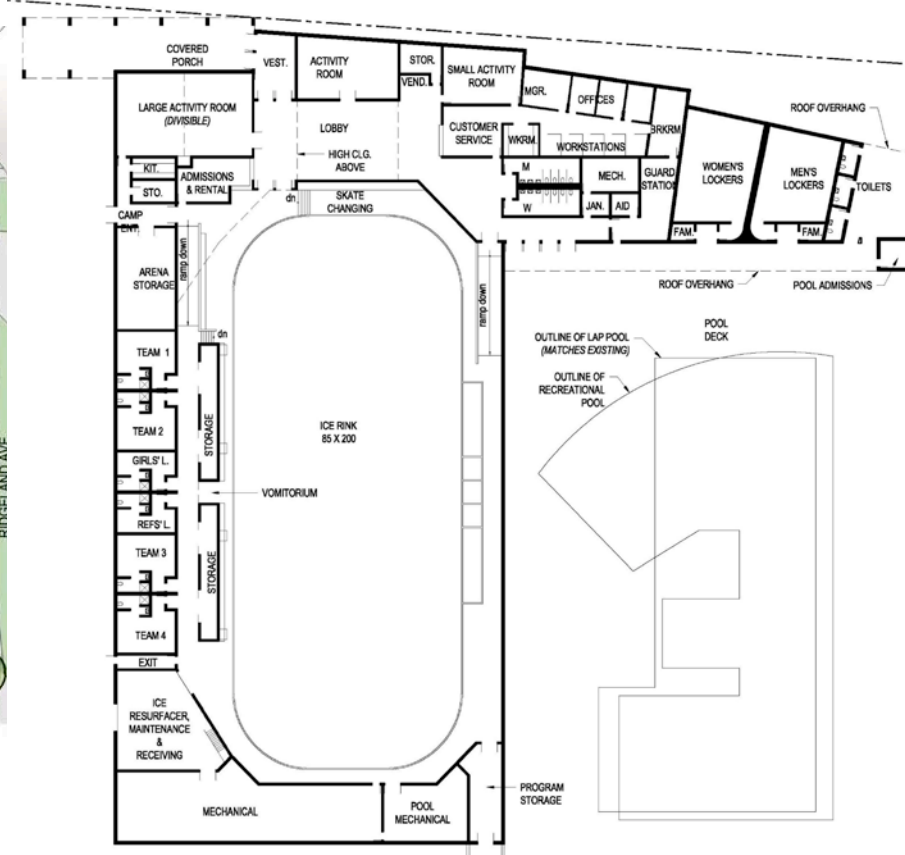 COVERED
PORCH
VEST.
ACTIVITY
ROOM
STOR.
VEND.
SMALL ACTIVITY
ROOM
MGR.
OFFICES
ROOF OVERHANG
LARGE ACTIVITY ROOM
(DIVISIBLE)
LOBBY
CUSTOMER
SERVICE
WKRM.
WORKSTATIONS
BRKRM.
HIGH CLG.
ABOVE
KIT.
STO.
ADMISSIONS
& RENTAL
M
W
MECH.
JAN.
AID
GUARD
STATION
WOMEN'S
LOCKERS
MEN'S
LOCKERS
TOILETS
FAM.
FAM.
dn
SKATE
CHANGING
CAMP
ENT.
ramp down
ARENA
STORAGE
dn
ramp down
ROOF OVERHANG
POOL ADMISSIONS
POOL
DECK
OUTLINE OF LAP POOL
(MATCHES EXISTING)
OUTLINE OF
RECREATIONAL
POOL
TEAM 1
TEAM 2
STORAGE
ICE RINK
85 X 200
GIRLS' L.
REFS' L.
VOMITORIUM
TEAM 3
STORAGE
TEAM 4
EXIT
RIDGELAND AVE
ICE
RESURFACER,
MAINTENANCE
&
RECEIVING
MECHANICAL
POOL
MECHANICAL
PROGRAM
STORAGE